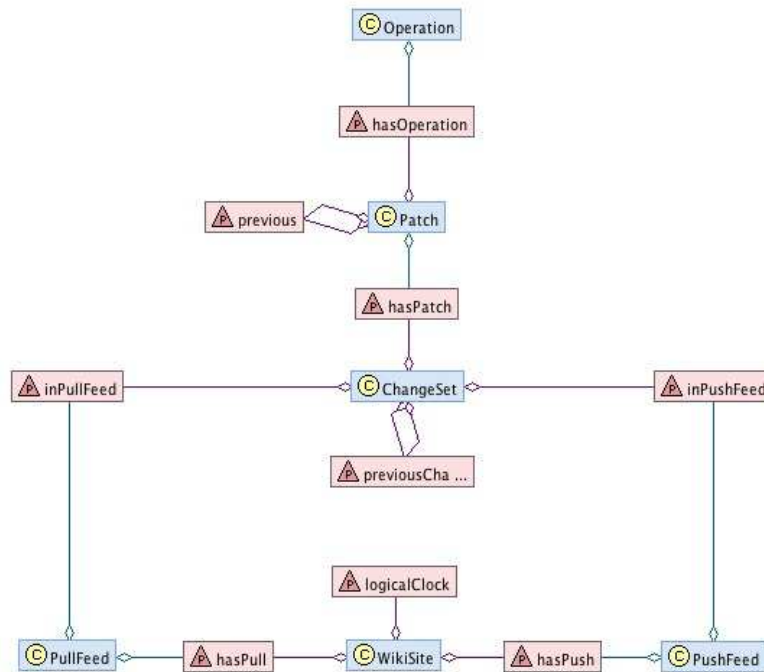 C Operation
P hasOperation
P previous
C Patch
P hasPatch
P inPullFeed
C ChangeSet
P inPushFeed
P previousCha ...
P logicalClock
C PullFeed
P hasPull
C WikiSite
P hasPush
C PushFeed